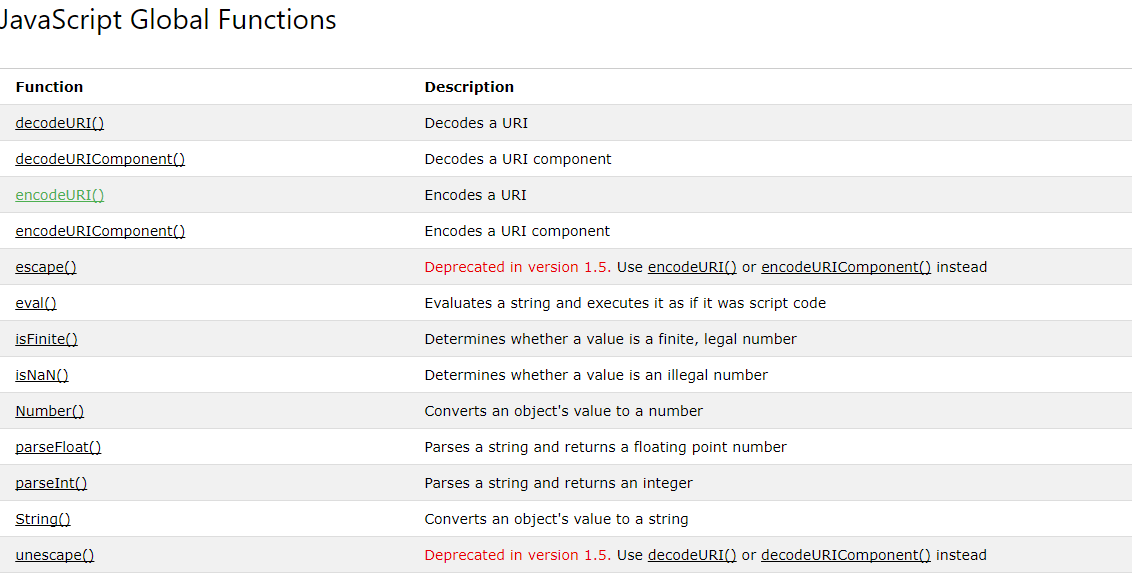 JavaScript Global Functions
Function Description
decodeURI() Decodes a URI
decodeURIComponent() Decodes a URI component
encodeURI() Encodes a URI
encodeURIComponent() Encodes a URI component
escape() Deprecated in version 1.5. Use encodeURI() or encodeURIComponent() instead
eval() Evaluates a string and executes it as if it was script code
isFinite() Determines whether a value is a finite, legal number
isNaN() Determines whether a value is an illegal number
Number() Converts an object's value to a number
parseFloat() Parses a string and returns a floating point number
parseInt() Parses a string and returns an integer
String() Converts an object's value to a string
unescape() Deprecated in version 1.5. Use decodeURI() or decodeURIComponent() instead